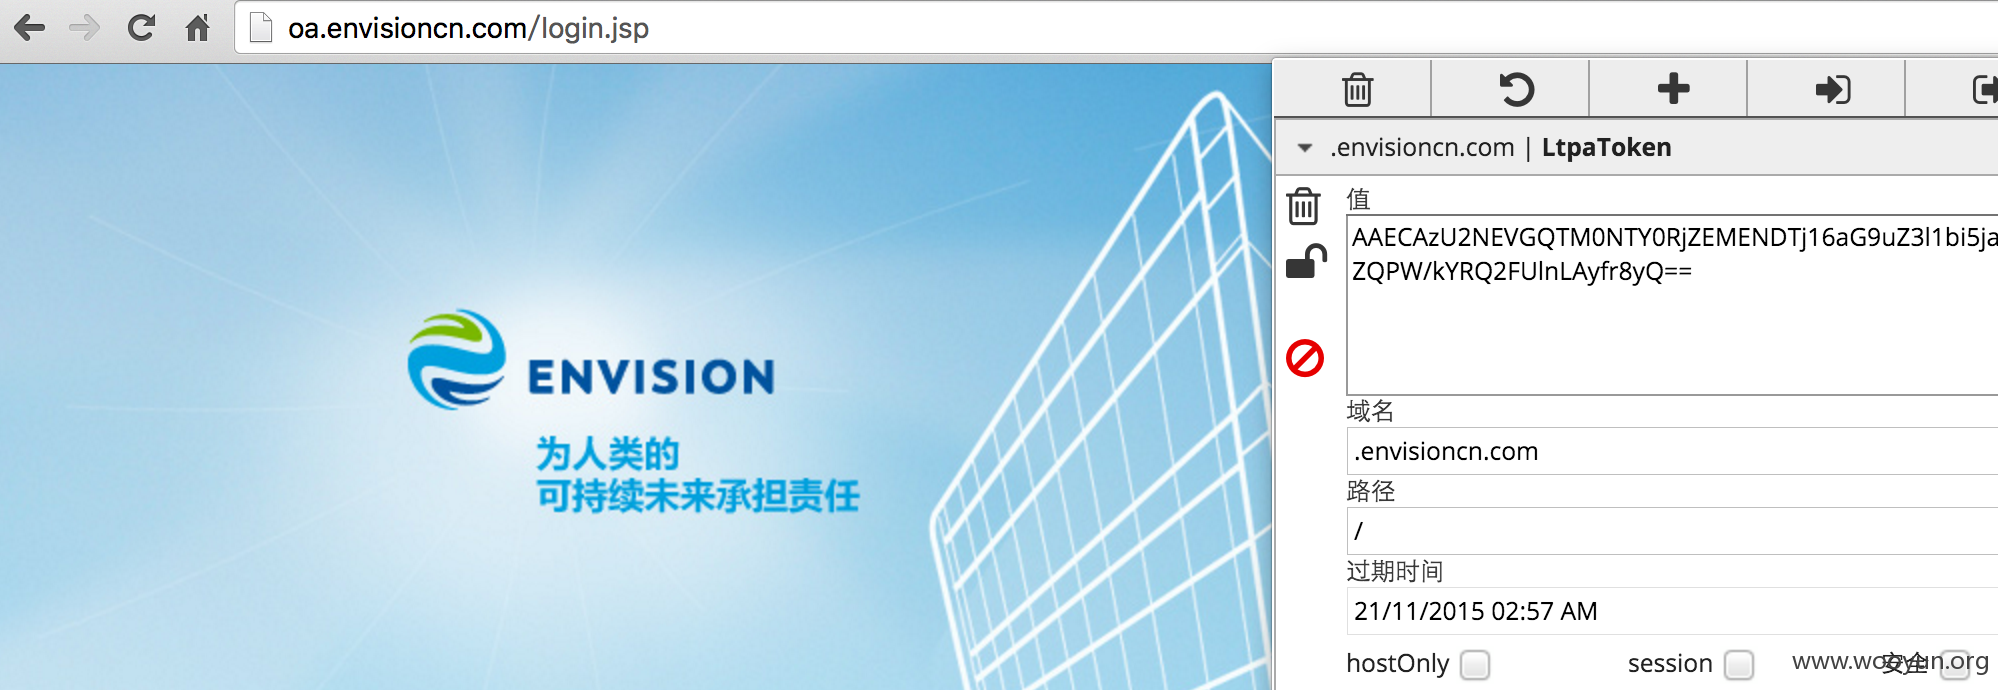 oa.envisioncn.com/login.jsp
.envisioncn.com | LtpaToken
值
AAECAzU2NEVGQTM0NTY0RjZEMENDTj16aG9uZ3l1bi5ja
ZQPW/kYRQ2FUlnLAyfr8yQ==
ENVISION
为人类的
可持续未来承担责任
域名
.envisioncn.com
路径
/
过期时间
21/11/2015 02:57 AM
hostOnly
session
安全
www.wooyun.org